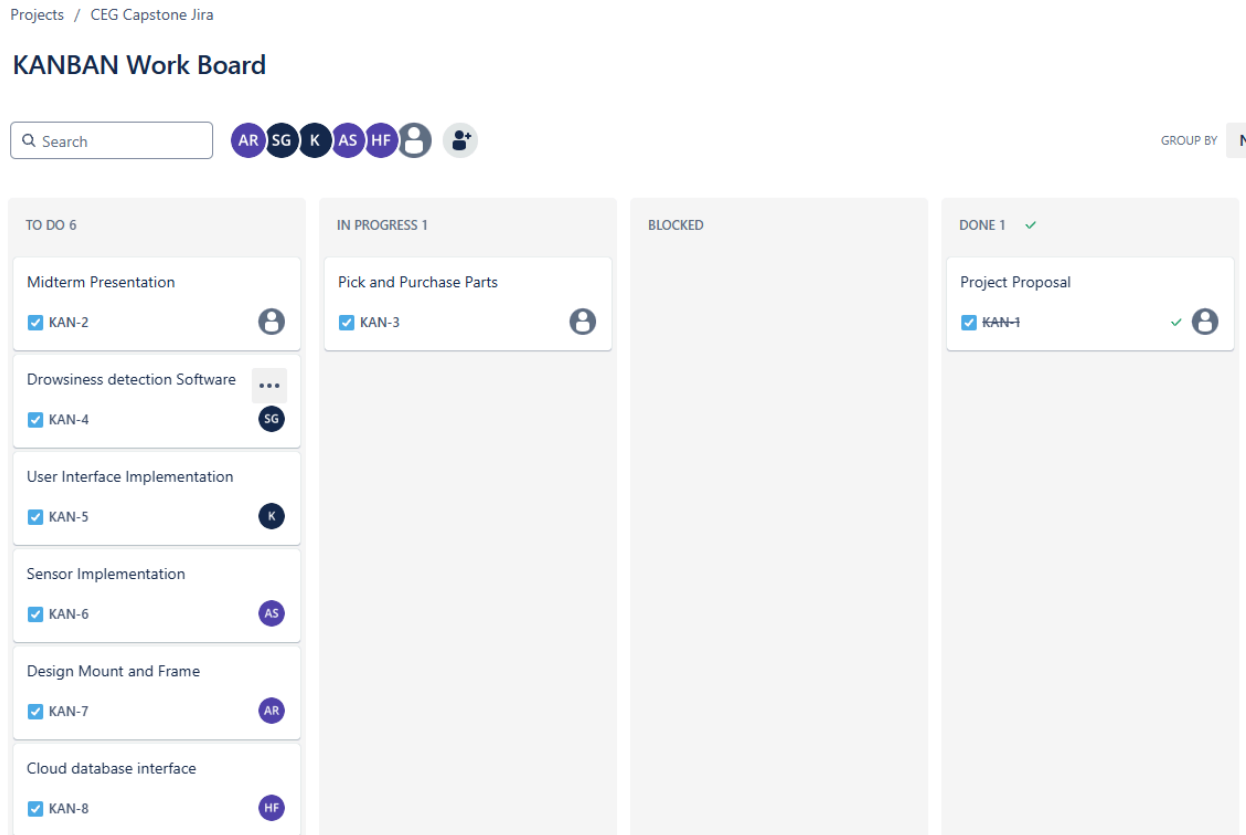 Projects / CEG Capstone Jira
KANBAN Work Board
Search
AR SG K AS HF
GROUP BY
TO DO 6
Midterm Presentation
KAN-2
Drowsiness detection Software
KAN-4
SG
User Interface Implementation
KAN-5
K
Sensor Implementation
KAN-6
AS
Design Mount and Frame
KAN-7
AR
Cloud database interface
KAN-8
HF
IN PROGRESS 1
Pick and Purchase Parts
KAN-3
BLOCKED
DONE 1
Project Proposal
KAN-1